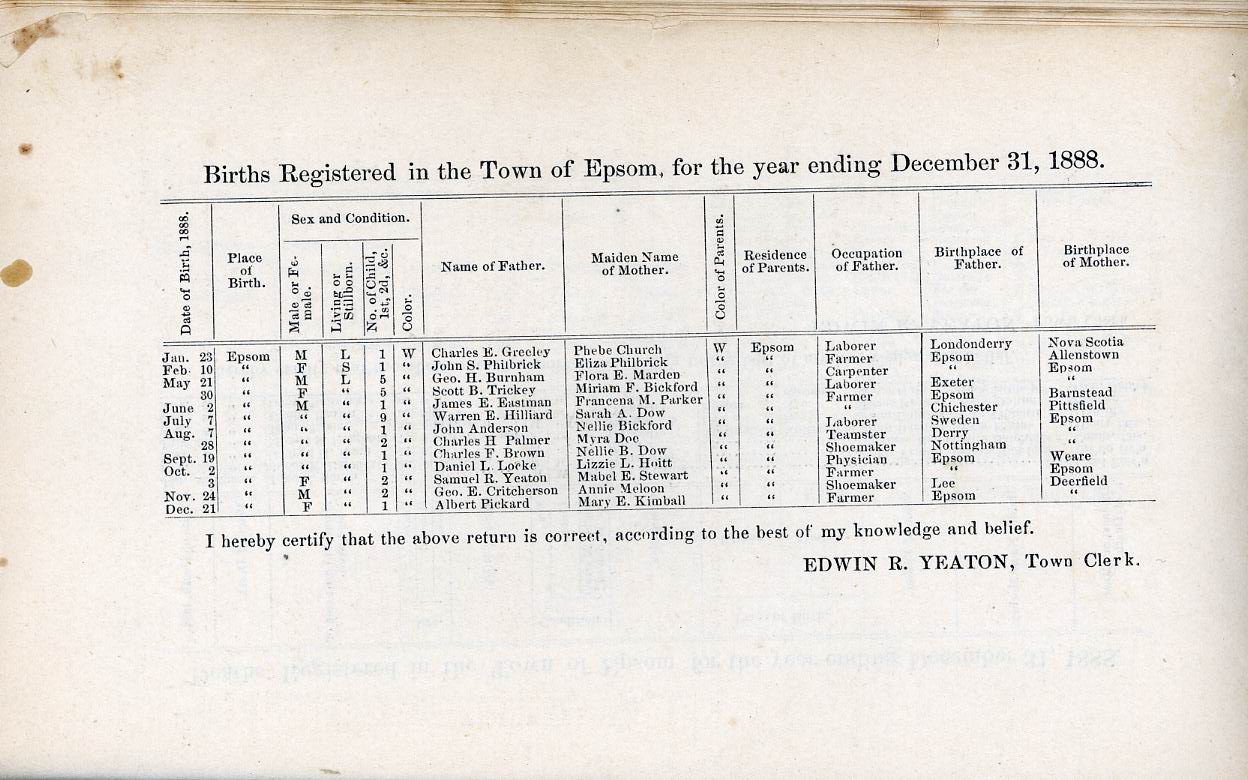 Births Registered in the Town of Epsom, for the year ending December 31, 1888.
Date of Birth, 1888. Place of Birth. Sex and Condition. Name of Father. Maiden Name of Mother. Color of Parents. Residence of Parents. Occupation of Father. Birthplace of Father. Birthplace of Mother.
Male or Female. Living or Stillborn. No. of Child, 1st, 2d, &c. Color.
Jan. 23 Epsom M L 1 W Charles E. Greeley Phebe Church W Epsom Laborer Londonderry Nova Scotia
Feb. 10 “ F S 1 “ John S. Philbrick Eliza Philbrick “ “ Farmer Epsom Allenstown
May 21 “ M L 5 “ Geo. H. Burnham Flora E. Marden “ “ Carpenter “ Epsom
30 “ F “ 5 “ Scott B. Trickey Miriam F. Bickford “ “ Laborer Exeter “
June 2 “ M “ 1 “ James E. Eastman Francena M. Parker “ “ Farmer Epsom Barnstead
July 7 “ “ “ 9 “ Warren E. Hilliard Sarah A. Dow “ “ “ Chichester Pittsfield
Aug. 7 “ “ “ 1 “ John Anderson Nellie Bickford “ “ Laborer Sweden Epsom
28 “ “ “ 2 “ Charles H Palmer Myra Doe “ “ Teamster Derry “
Sept. 19 “ “ “ 1 “ Charles F. Brown Nellie B. Dow “ “ Shoemaker Nottingham “
Oct. 2 “ “ “ 1 “ Daniel L. Locke Lizzie L. Hoitt “ “ Physician Epsom Weare
3 “ F “ 2 “ Samuel R. Yeaton Mabel E. Stewart “ “ Farmer “ Epsom
Nov. 24 “ M “ 2 “ Geo. E. Critcherson Annie Meloon “ “ Shoemaker Lee Deerfield
Dec. 21 “ F “ 1 “ Albert Pickard Mary E. Kimball “ “ Farmer Epsom “
I hereby certify that the above return is correct, according to the best of my knowledge and belief.
EDWIN R. YEATON, Town Clerk.